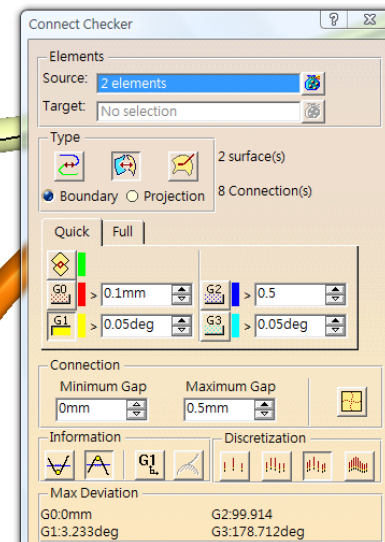 Connect Checker
Elements
Source: 2 elements
Target: No selection
Type
2 surface(s)
Boundary Projection 8 Connection(s)
Quick Full
G0 > 0.1mm G2 > 0.5
G1 > 0.05deg G3 > 0.05deg
Connection
Minimum Gap Maximum Gap
0mm 0.5mm
Information Discretization
G1
Max Deviation
G0:0mm G2:99.914
G1:3.233deg G3:178.712deg